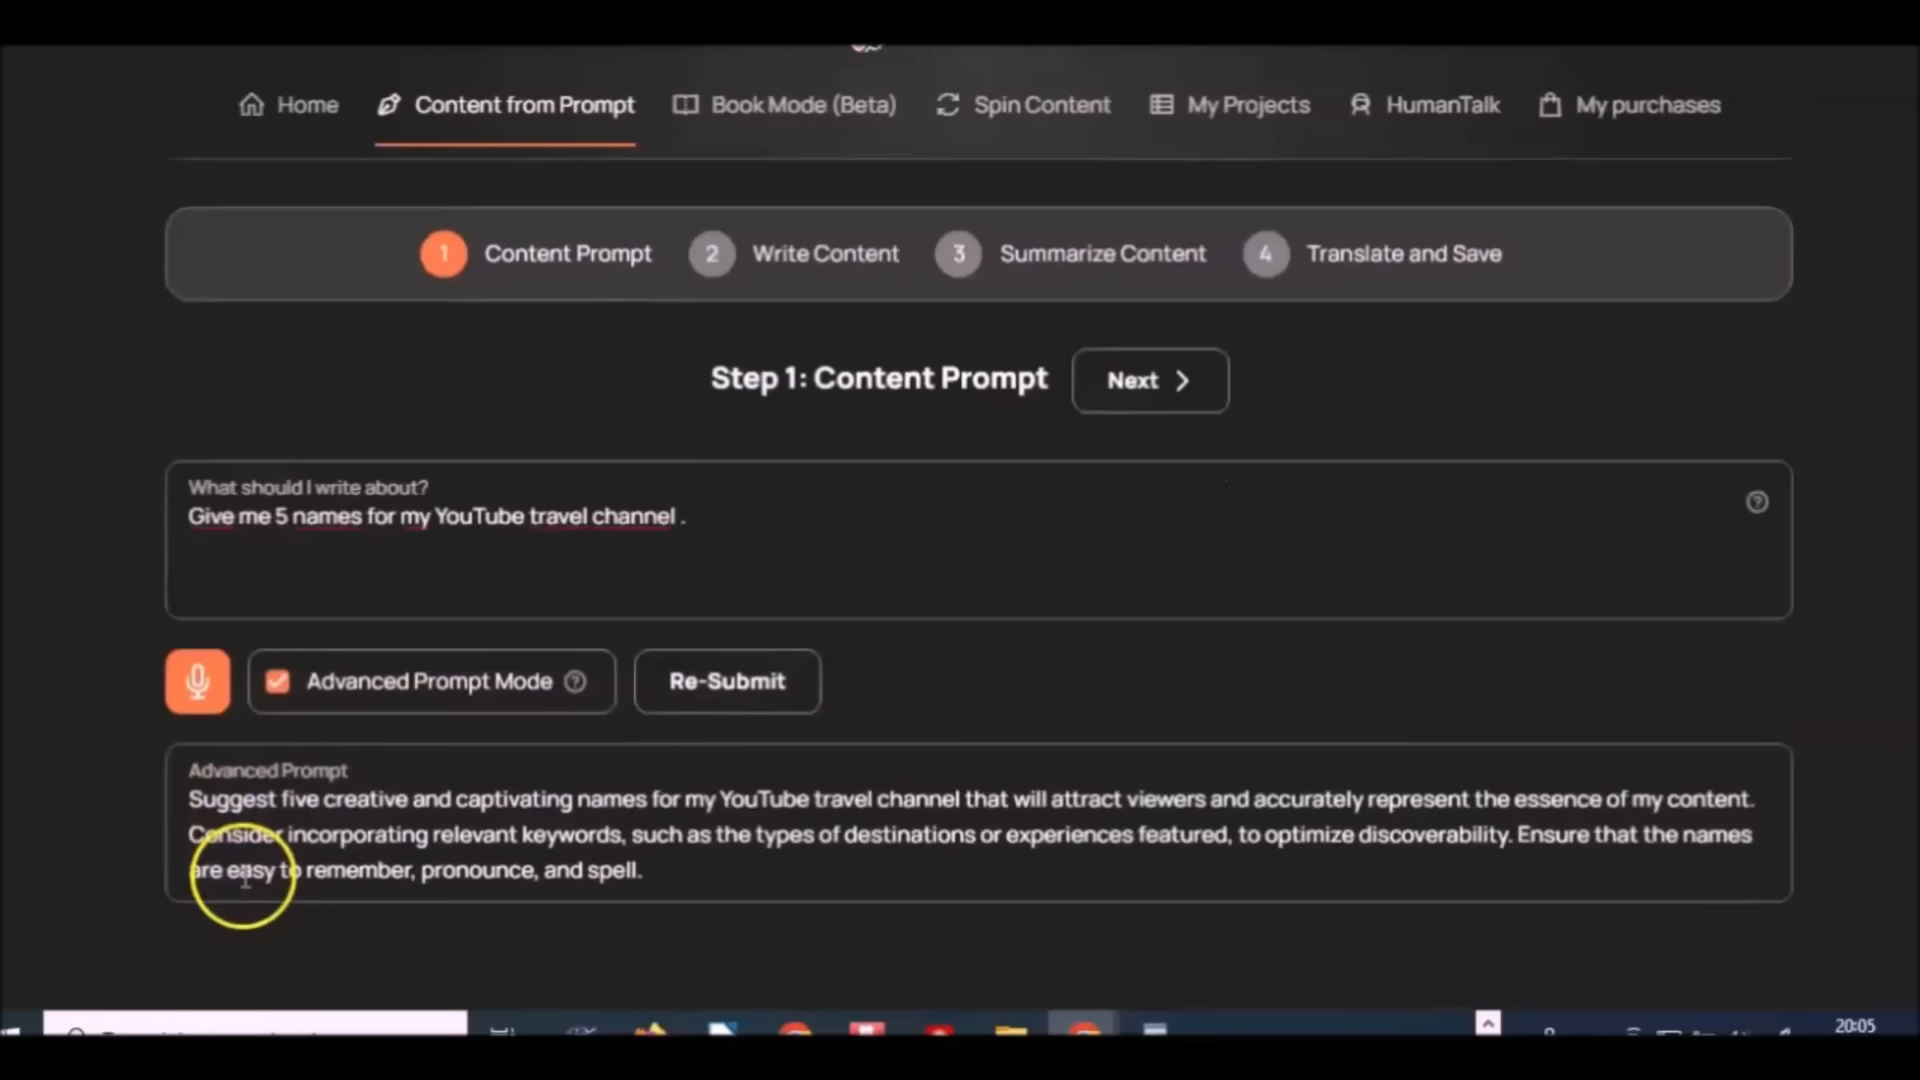 Home Content from Prompt Book Mode (Beta) Spin Content My Projects HumanTalk My purchases
1 Content Prompt 2 Write Content 3 Summarize Content 4 Translate and Save
Step 1: Content Prompt Next
What should I write about?
Give me 5 names for my YouTube travel channel .
Advanced Prompt Mode Re-Submit
Advanced Prompt
Suggest five creative and captivating names for my YouTube travel channel that will attract viewers and accurately represent the essence of my content.
Consider incorporating relevant keywords, such as the types of destinations or experiences featured, to optimize discoverability. Ensure that the names
are easy to remember, pronounce, and spell.
20:05